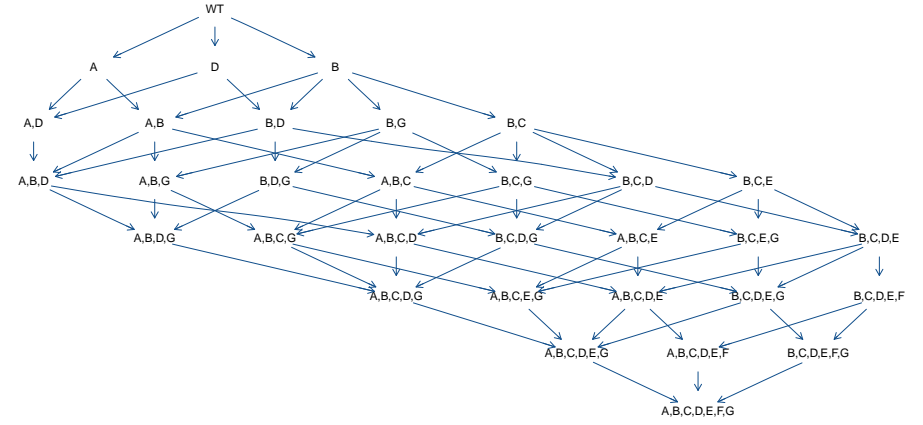 WT
A D B
A,D A,B B,D B,G B,C
A,B,D A,B,G B,D,G A,B,C B,C,G B,C,D B,C,E
A,B,D,G A,B,C,G A,B,C,D B,C,D,G A,B,C,E B,C,E,G B,C,D,E
A,B,C,D,G A,B,C,E,G A,B,C,D,E B,C,D,E,G B,C,D,E,F
A,B,C,D,E,G A,B,C,D,E,F B,C,D,E,F,G
A,B,C,D,E,F,G